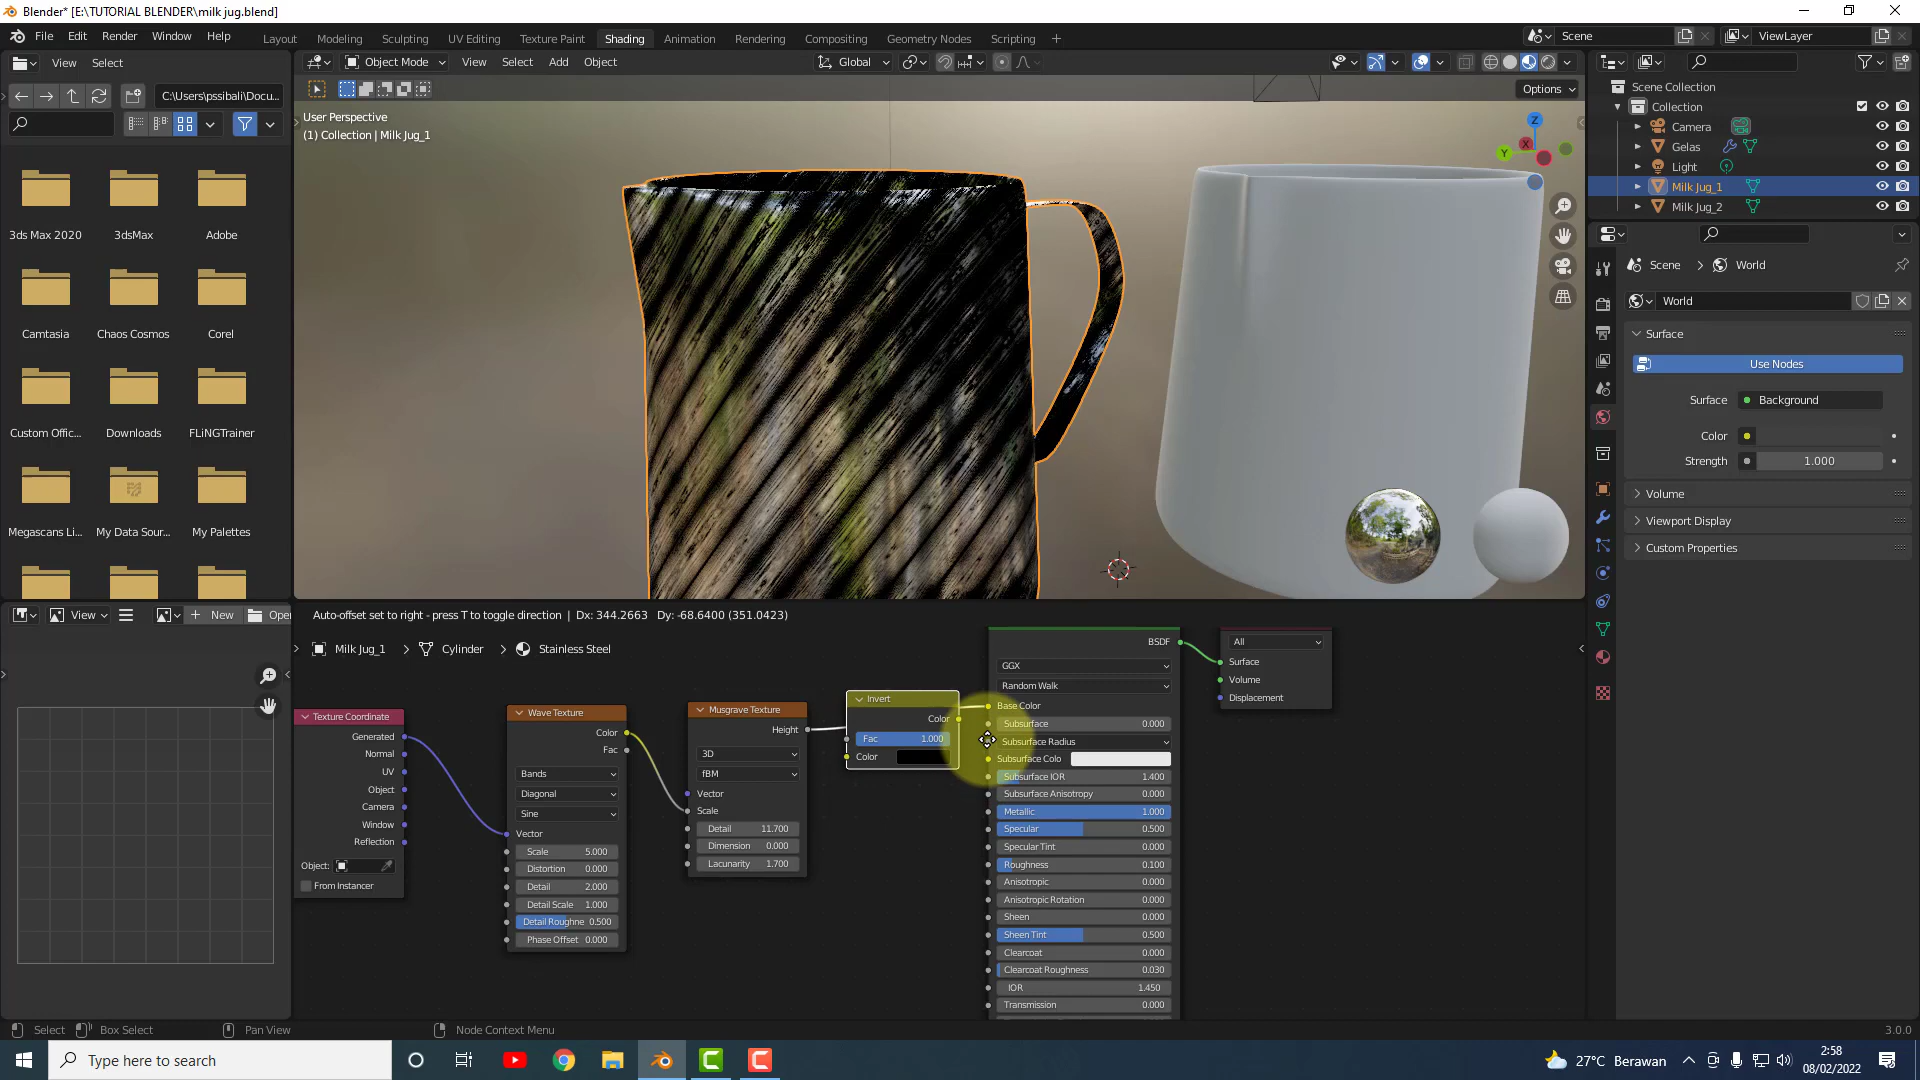 Blender* [E:\TUTORIAL BLENDER\milk jug.blend]
File Edit Render Window Help
Layout Modeling Sculpting UV Editing Texture Paint Shading Animation Rendering Compositing Geometry Nodes Scripting +
Scene ViewLayer
View Select
Object Mode View Select Add Object Global
C:\Users\pssibali\Docu...
Options
User Perspective
(1) Collection | Milk Jug_1
Z
Y
X
3ds Max 2020 3dsMax Adobe
Camtasia Chaos Cosmos Corel
Custom Offic... Downloads FLiNGTrainer
Megascans Li... My Data Sour... My Palettes
Scene Collection
Collection
Camera
Gelas
Light
Milk Jug_1
Milk Jug_2
Scene > World
World
Surface
Use Nodes
Surface Background
Color
Strength 1.000
Volume
Viewport Display
Custom Properties
View New Open
Auto-offset set to right - press T to toggle direction | Dx: 344.2663 Dy: -68.6400 (351.0423)
Milk Jug_1 > Cylinder > Stainless Steel
Texture Coordinate
Generated
Normal
UV
Object
Camera
Window
Reflection
Object:
From Instancer
Wave Texture
Color
Fac
Bands
Diagonal
Sine
Vector
Scale 5.000
Distortion 0.000
Detail 2.000
Detail Scale 1.000
Detail Roughne 0.500
Phase Offset 0.000
Musgrave Texture
Height
3D
fBM
Vector
Scale
Detail 11.700
Dimension 0.000
Lacunarity 1.700
Invert
Color
Fac 1.000
Color
BSDF
GGX
Random Walk
Base Color
Subsurface 0.000
Subsurface Radius
Subsurface Colo
Subsurface IOR 1.400
Subsurface Anisotropy 0.000
Metallic 1.000
Specular 0.500
Specular Tint 0.000
Roughness 0.100
Anisotropic 0.000
Anisotropic Rotation 0.000
Sheen 0.000
Sheen Tint 0.500
Clearcoat 0.000
Clearcoat Roughness 0.030
IOR 1.450
Transmission 0.000
All
Surface
Volume
Displacement
Select Box Select Pan View Node Context Menu 3.0.0
Type here to search
27°C Berawan
2:58
08/02/2022